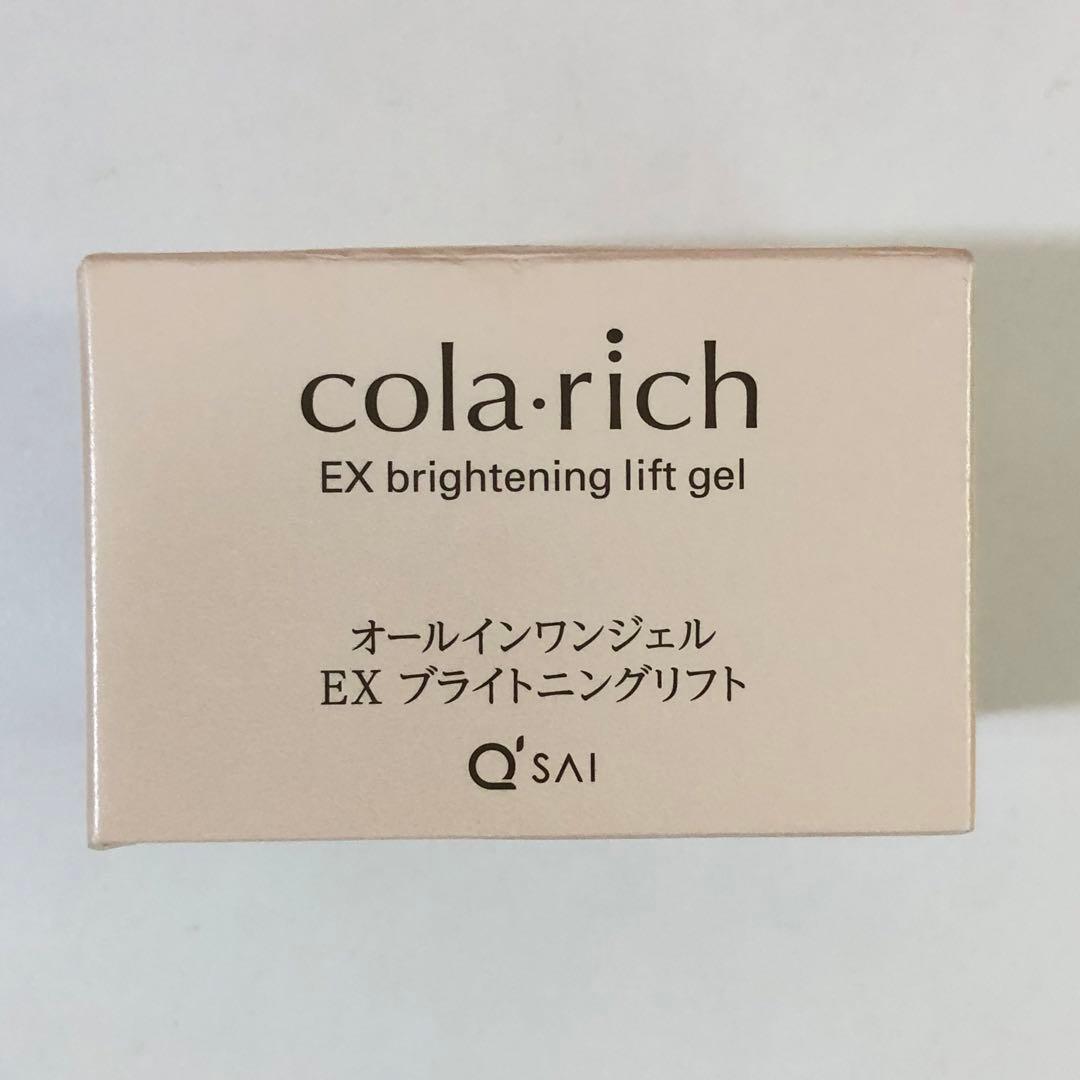 cola・rich
EX brightening lift gel
オールインワンジェル
EX ブライトニングリフト
Q'SAI